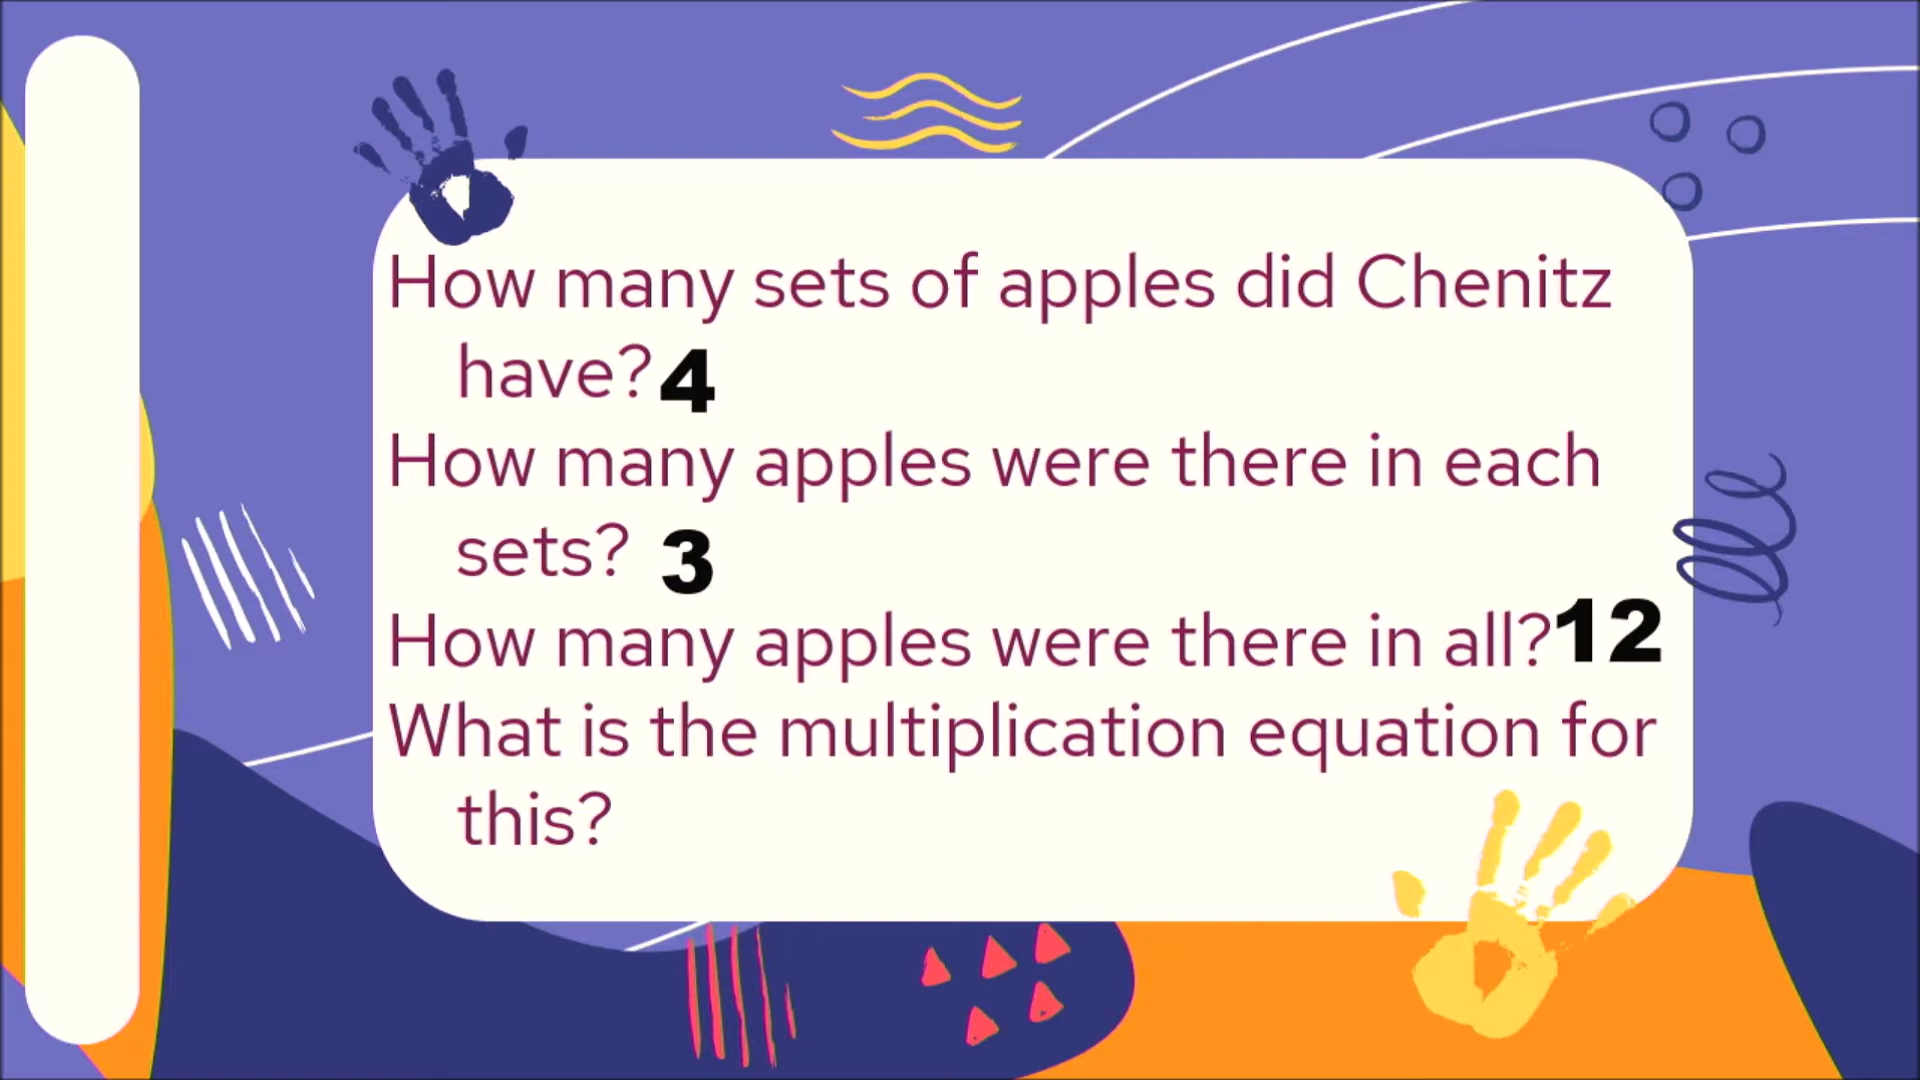 How many sets of apples did Chenitz
have? 4
How many apples were there in each
sets? 3
How many apples were there in all? 12
What is the multiplication equation for
this?